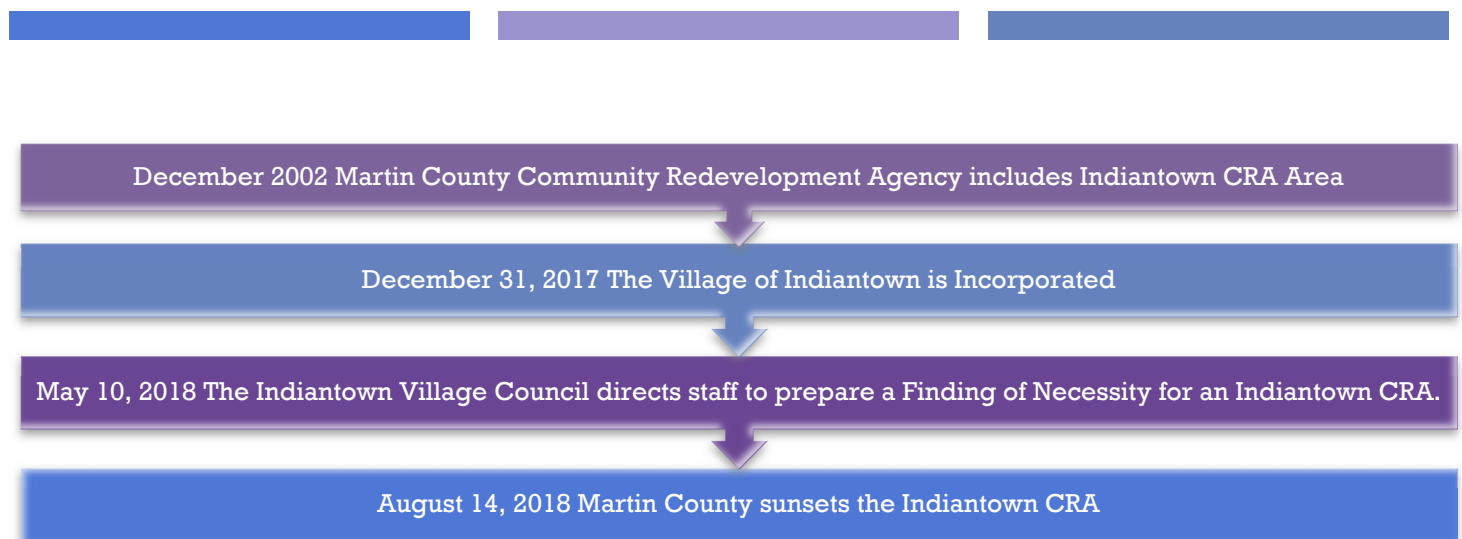 December 2002 Martin County Community Redevelopment Agency includes Indiantown CRA Area
December 31, 2017 The Village of Indiantown is Incorporated
May 10, 2018 The Indiantown Village Council directs staff to prepare a Finding of Necessity for an Indiantown CRA.
August 14, 2018 Martin County sunsets the Indiantown CRA